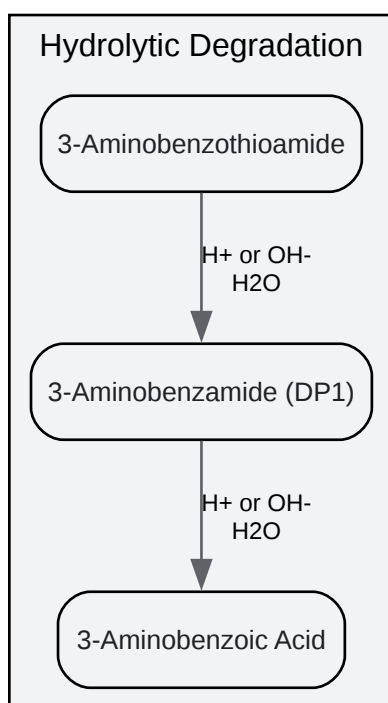 Hydrolytic Degradation
3-Aminobenzothioamide
H+ or OH-
H2O
3-Aminobenzamide (DP1)
H+ or OH-
H2O
3-Aminobenzoic Acid